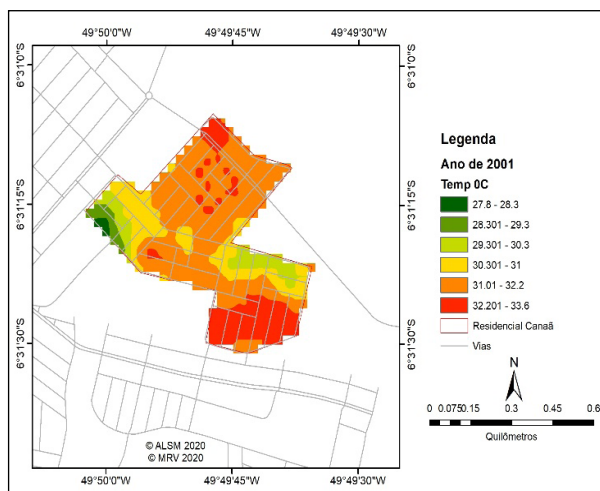 49°50'0"W 49°49'45"W 49°49'30"W
6°31'0"S 6°31'0"S
6°31'15"S 6°31'15"S
6°31'30"S 6°31'30"S
Legenda
Ano de 2001
Temp 0C
27.8 - 28.3
28.301 - 29.3
29.301 - 30.3
30.301 - 31
31.01 - 32.2
32.201 - 33.6
Residencial Canaã
Vias
N
0 0.075 0.15 0.3 0.45 0.6
Quilômetros
© ALSM 2020
© MRV 2020
49°50'0"W 49°49'45"W 49°49'30"W